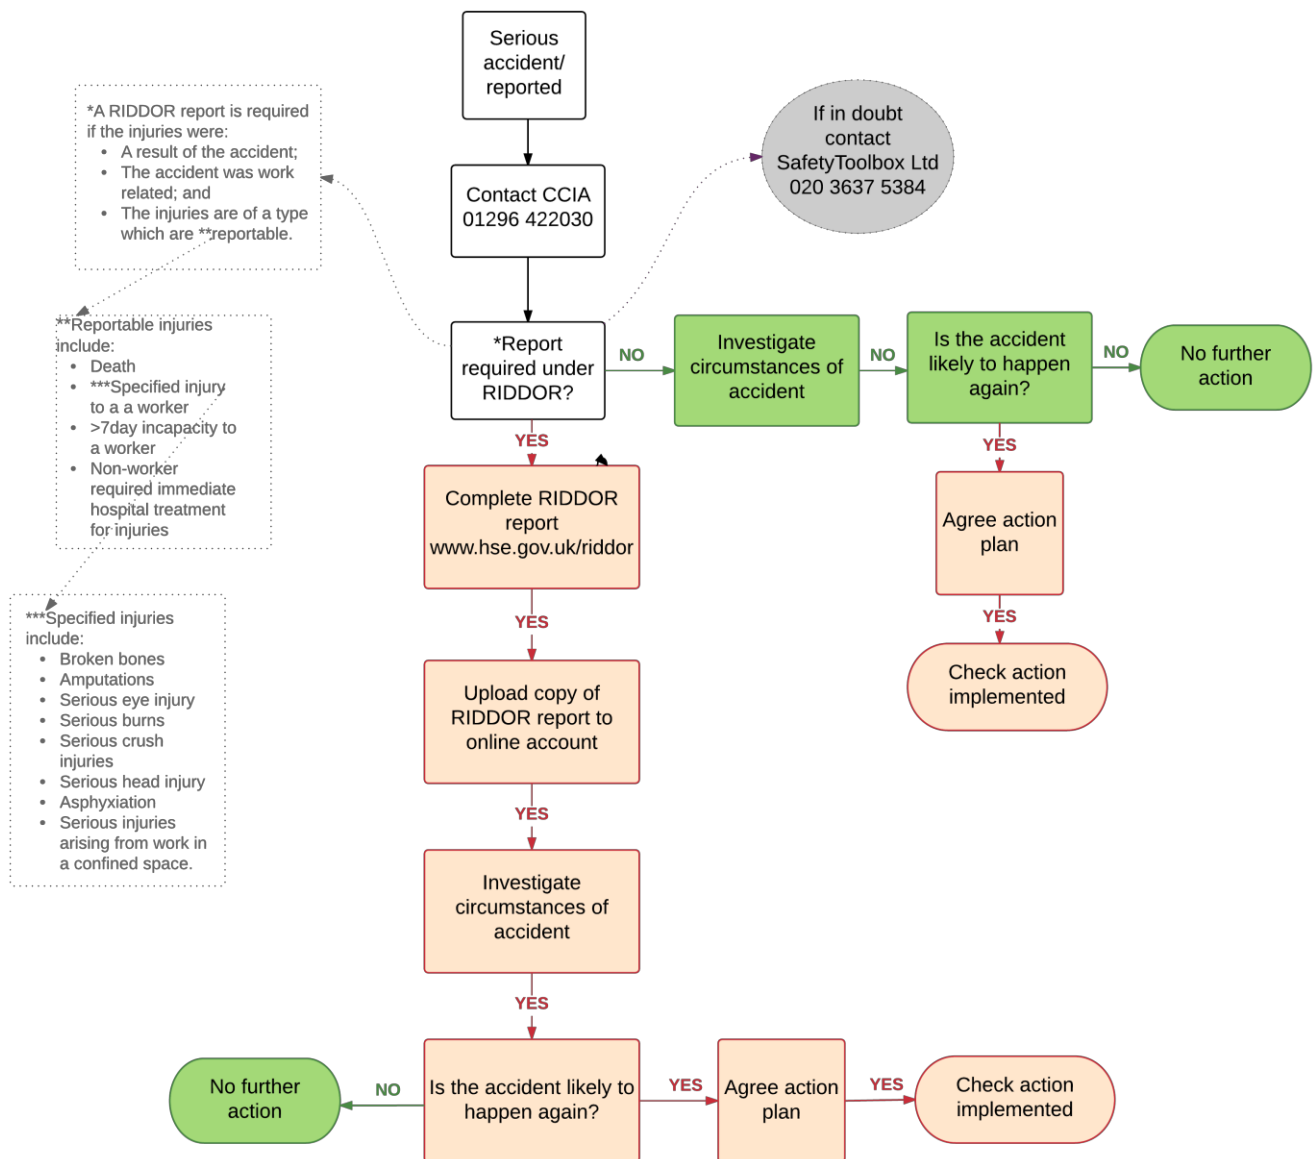 Serious
accident/
reported
*A RIDDOR report is required
if the injuries were:
• A result of the accident;
• The accident was work
related; and
• The injuries are of a type
which are **reportable.
If in doubt
contact
SafetyToolbox Ltd
020 3637 5384
Contact CCIA
01296 422030
**Reportable injuries
include:
• Death
• ***Specified injury
to a a worker
• >7day incapacity to
a worker
• Non-worker
required immediate
hospital treatment
for injuries
*Report
required under
RIDDOR?
NO
Investigate
circumstances of
accident
NO
Is the accident
likely to happen
again?
NO
No further
action
YES
Agree action
plan
YES
Check action
implemented
YES
Complete RIDDOR
report
www.hse.gov.uk/riddor
YES
Upload copy of
RIDDOR report to
online account
YES
Investigate
circumstances of
accident
YES
***Specified injuries
include:
• Broken bones
• Amputations
• Serious eye injury
• Serious burns
• Serious crush
injuries
• Serious head injury
• Asphyxiation
• Serious injuries
arising from work in
a confined space.
Is the accident likely to
happen again?
NO
No further
action
YES
Agree action
plan
YES
Check action
implemented